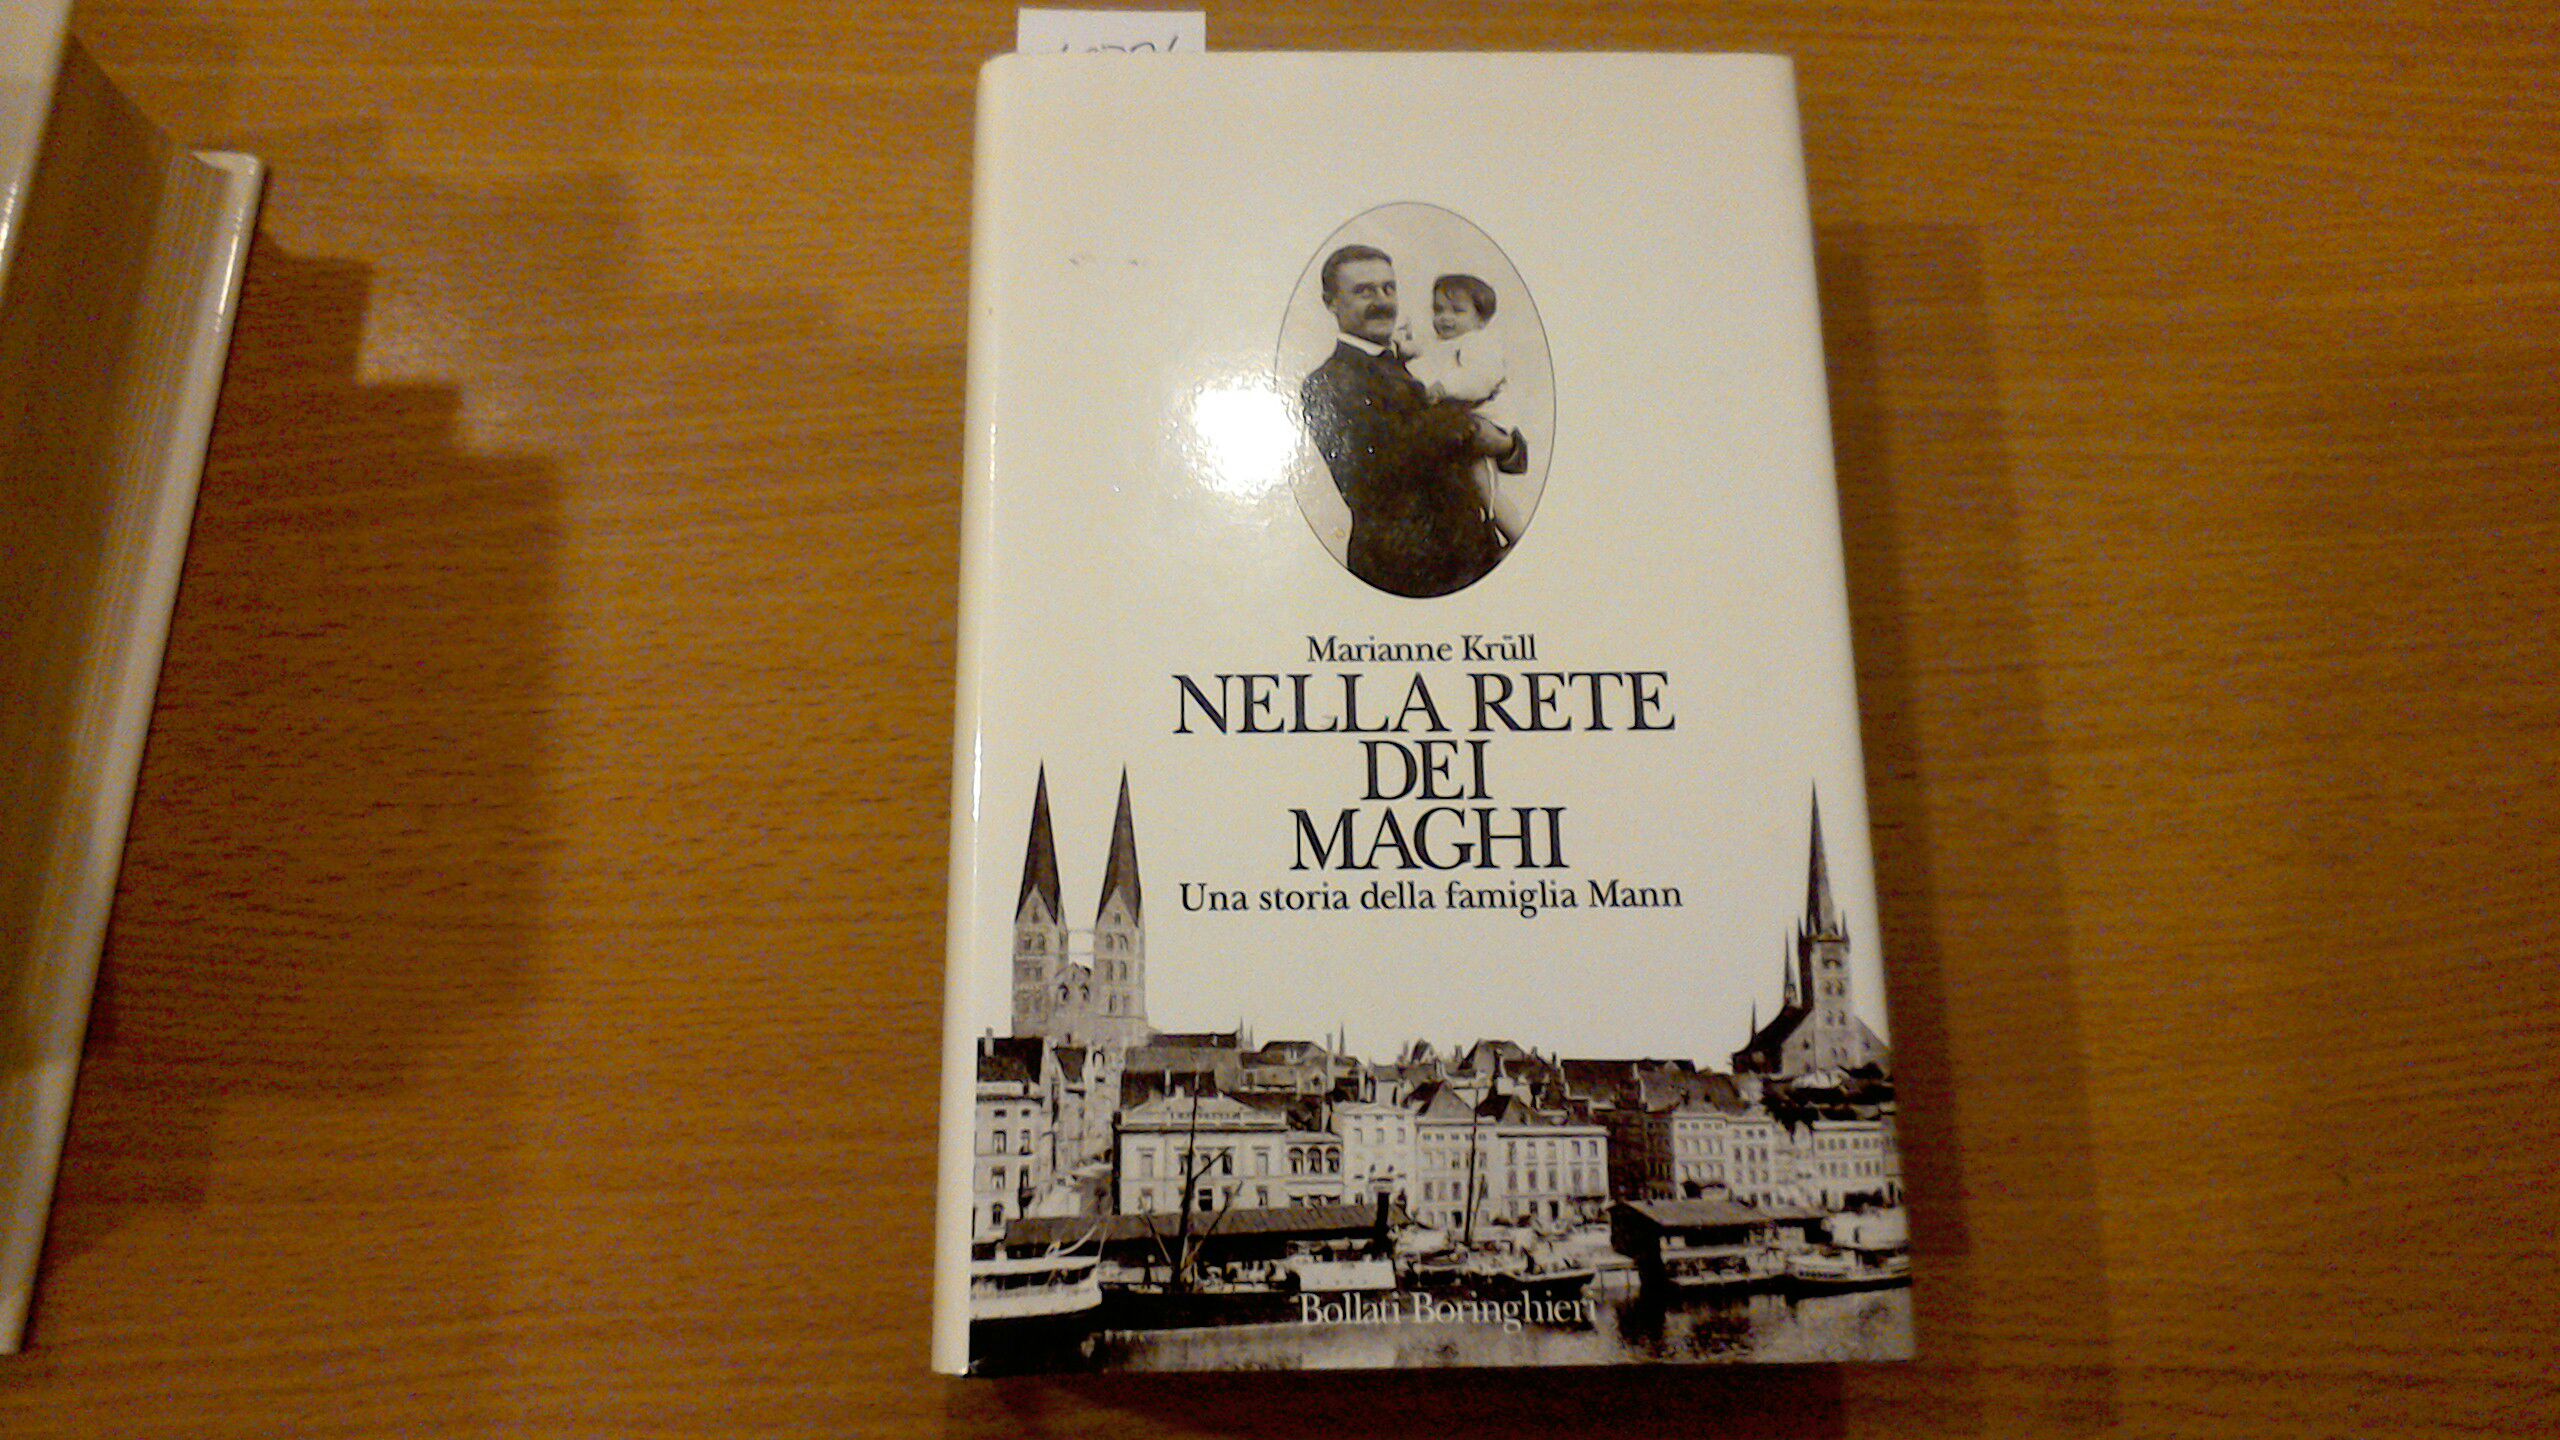 Marianne Krüll
NELLA RETE
DEI
MAGHI
Una storia della famiglia Mann
Bollati Boringhieri